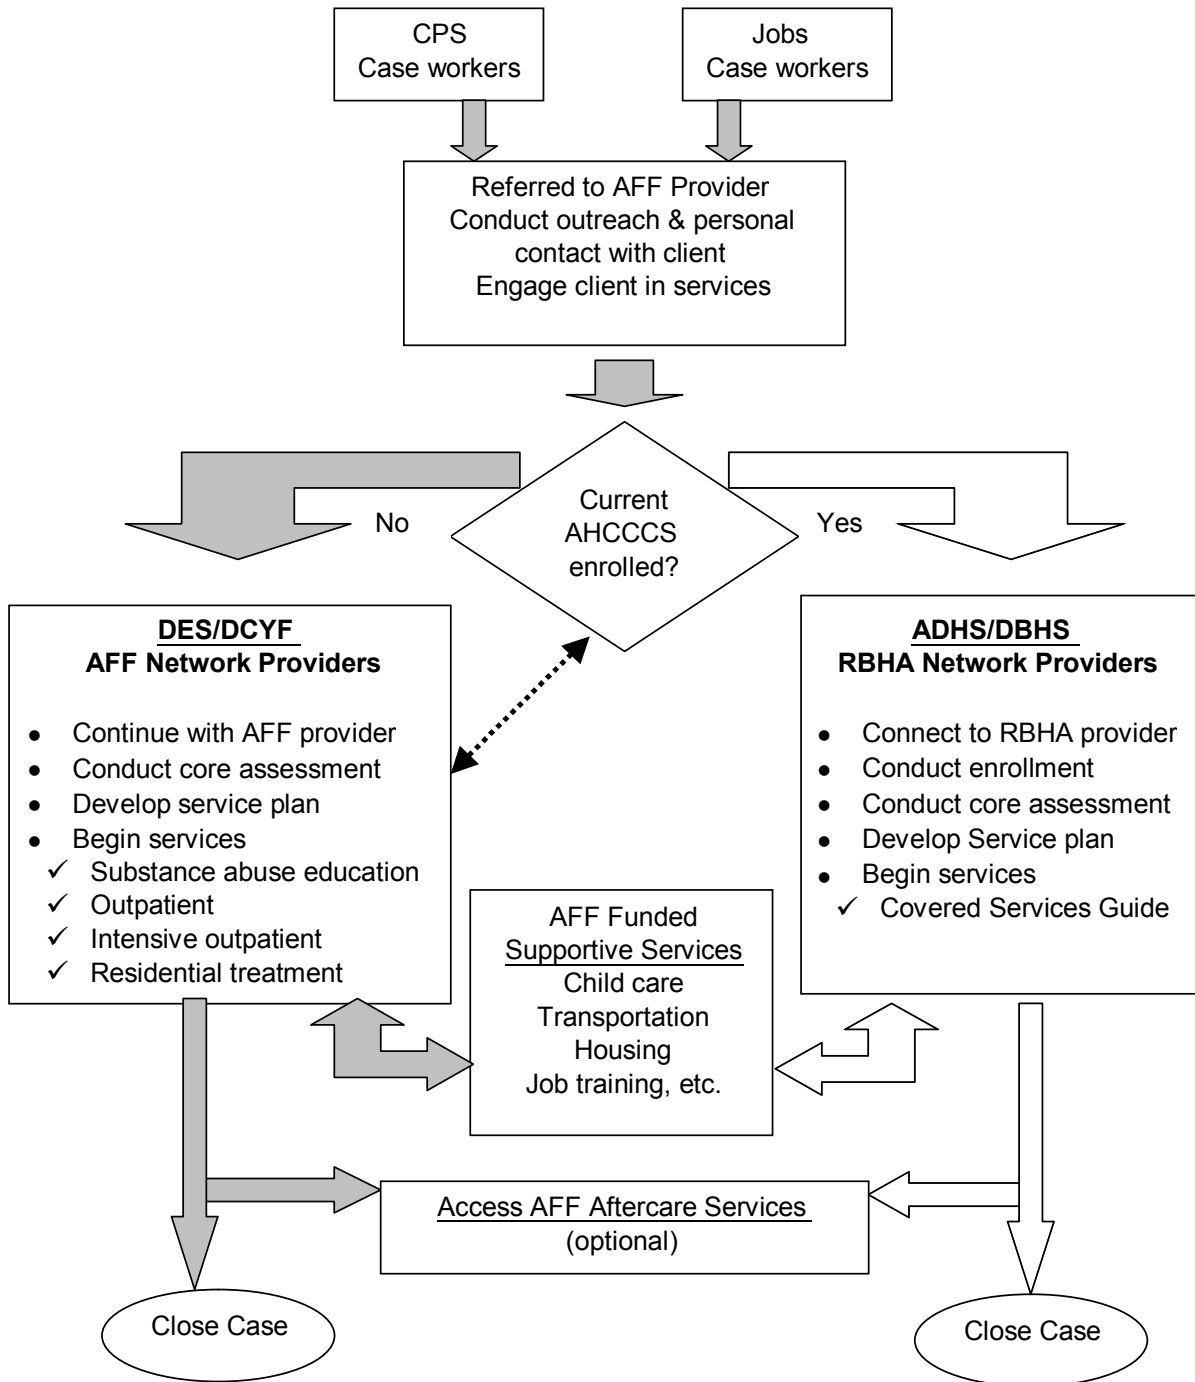 CPS
Case workers
Jobs
Case workers
Referred to AFF Provider
Conduct outreach & personal
contact with client
Engage client in services
Current
AHCCCS
enrolled?
No
Yes
DES/DCYF
AFF Network Providers
● Continue with AFF provider
● Conduct core assessment
● Develop service plan
● Begin services
✓ Substance abuse education
✓ Outpatient
✓ Intensive outpatient
✓ Residential treatment
ADHS/DBHS
RBHA Network Providers
● Connect to RBHA provider
● Conduct enrollment
● Conduct core assessment
● Develop Service plan
● Begin services
✓ Covered Services Guide
AFF Funded
Supportive Services
Child care
Transportation
Housing
Job training, etc.
Access AFF Aftercare Services
(optional)
Close Case
Close Case